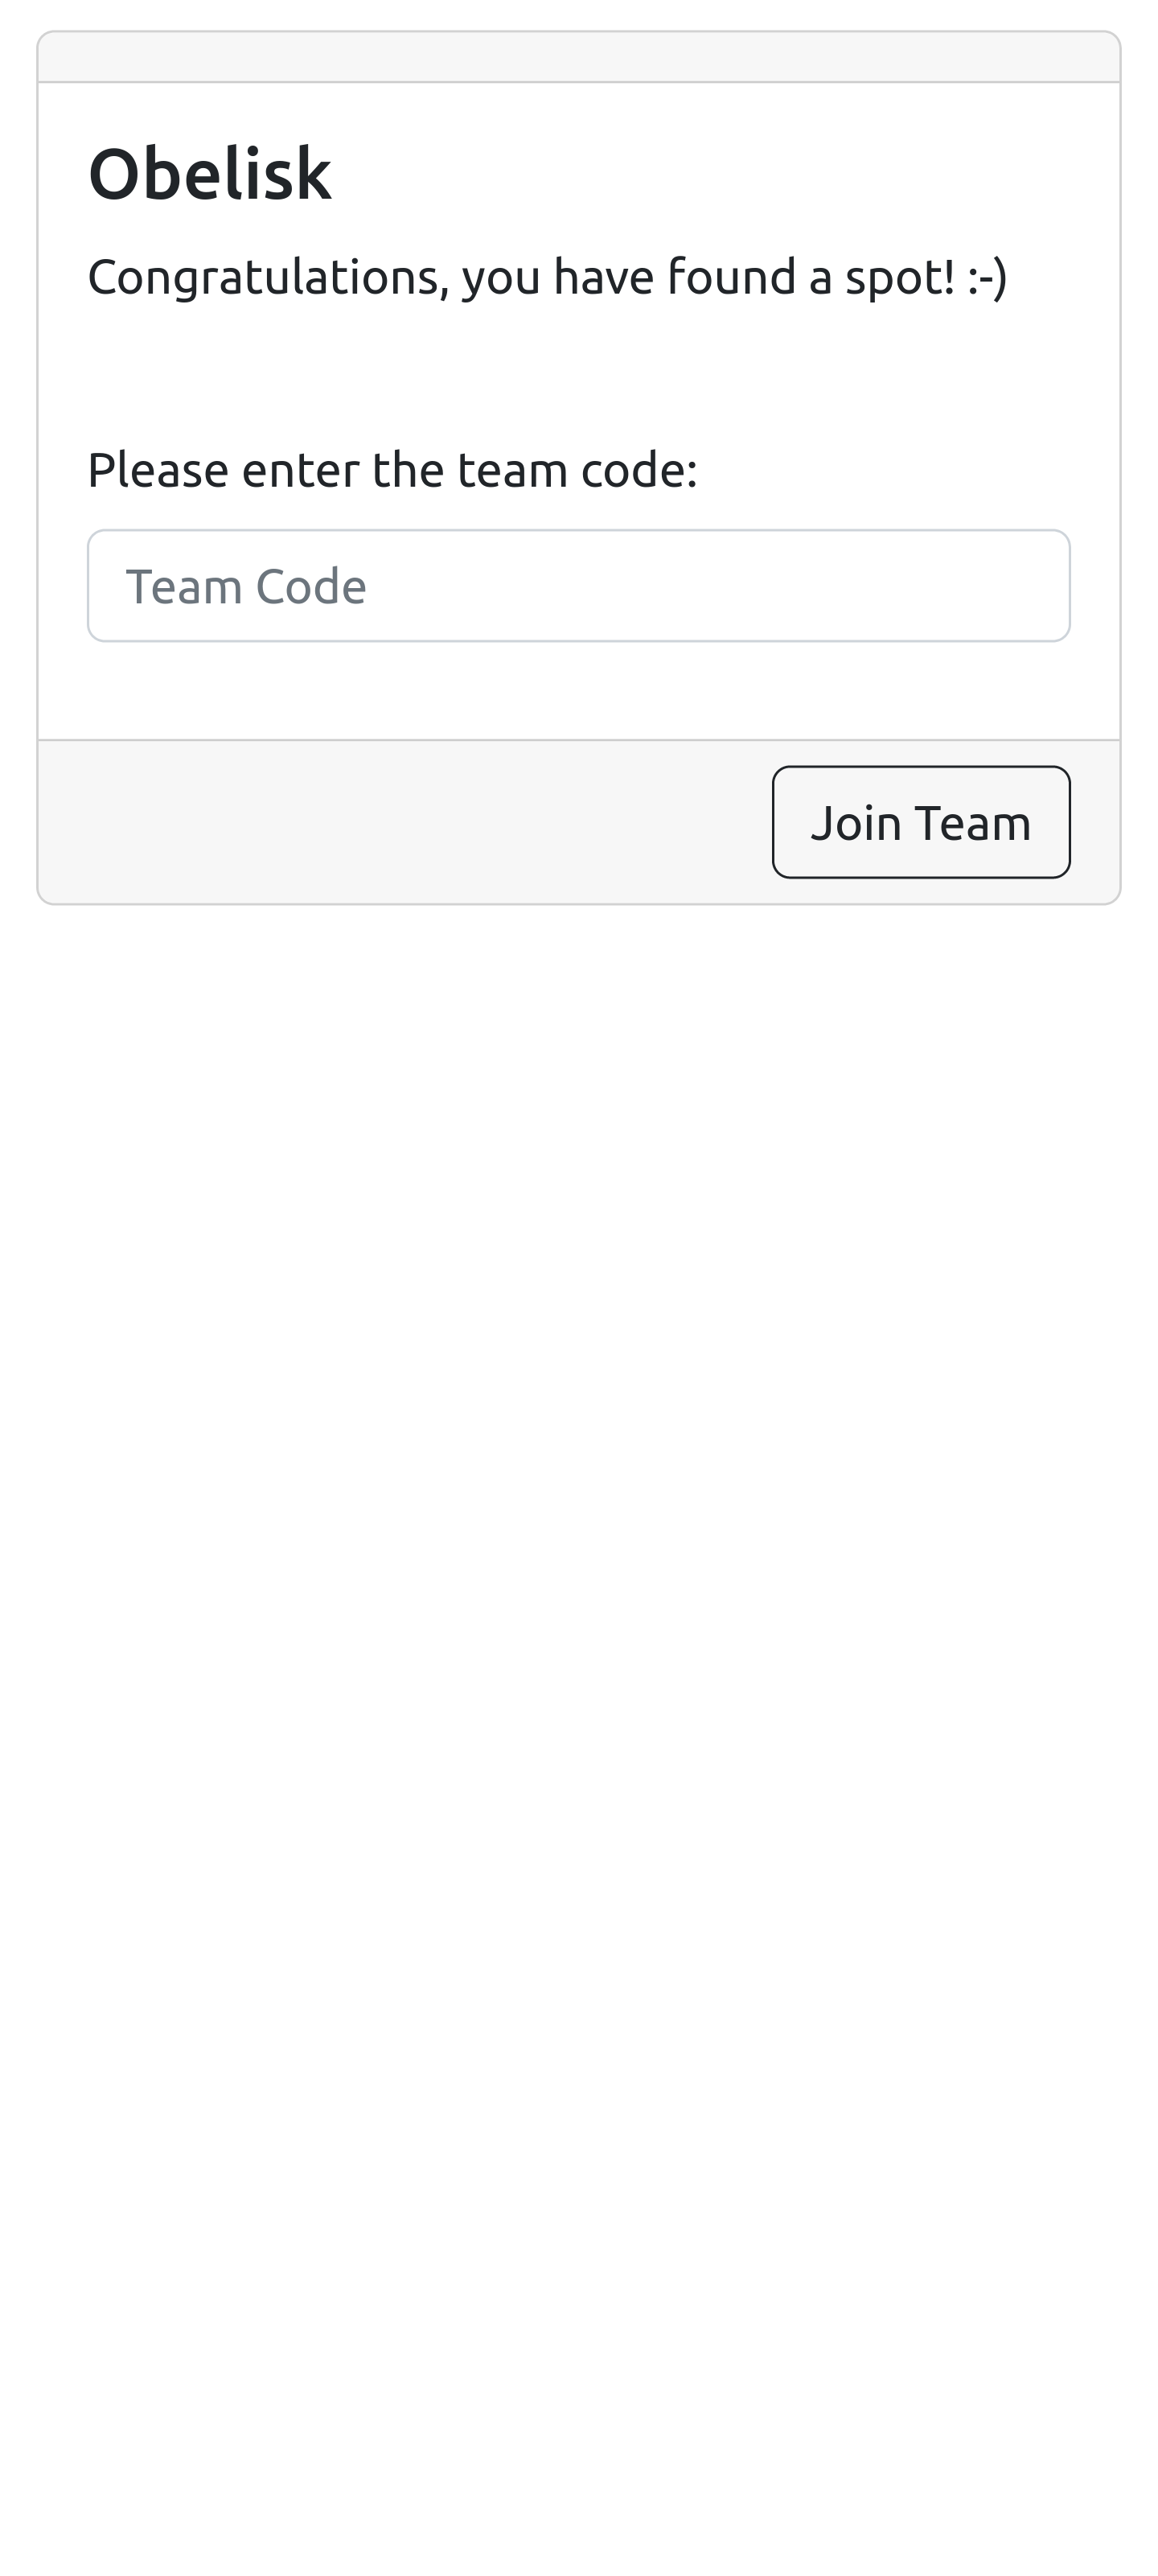 Obelisk
Congratulations, you have found a spot! :-)
Please enter the team code:
Team Code
Join Team